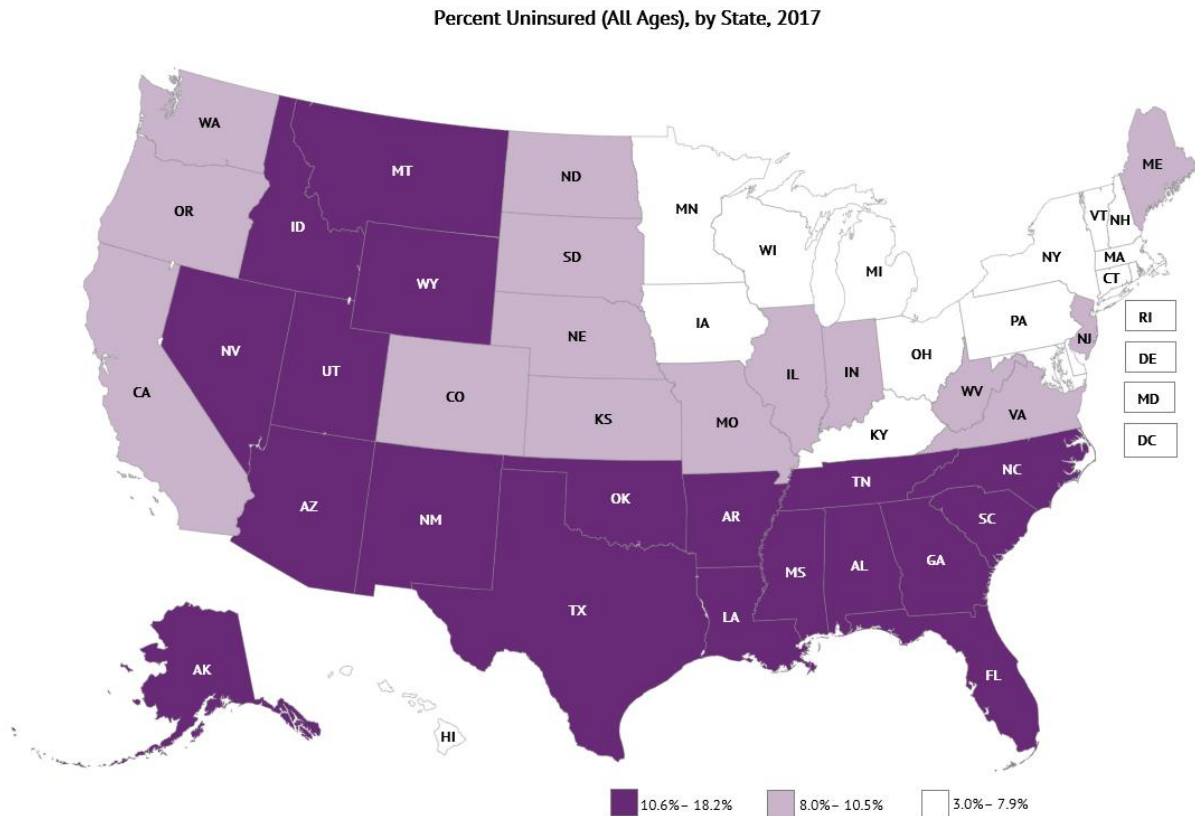 Percent Uninsured (All Ages), by State, 2017
WA
MT
ND
MN
ME
OR
ID
SD
WI
MI
NY
VT
NH
MA
CT
WY
NE
IA
PA
RI
NV
UT
CO
IL
IN
OH
NJ
DE
CA
KS
MO
KY
WV
VA
MD
DC
AZ
NM
OK
AR
TN
NC
SC
TX
LA
MS
AL
GA
FL
AK
HI
10.6%– 18.2%
8.0%– 10.5%
3.0%– 7.9%